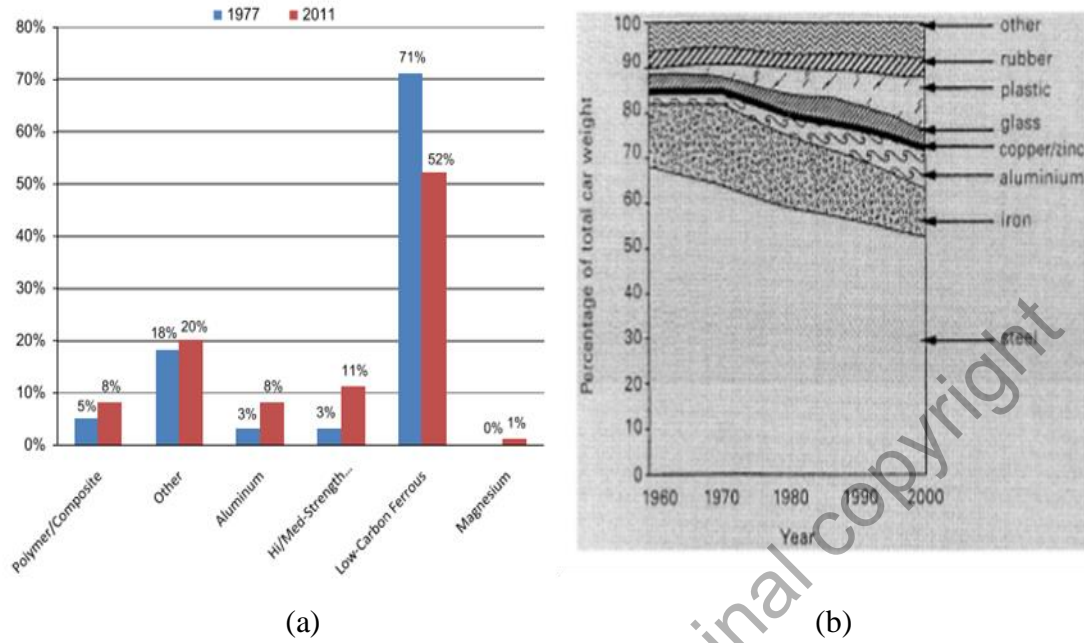 1977 2011
80%
70%
60%
50%
40%
30%
20%
10%
0%
5% 8%
18% 20%
3% 8%
3% 11%
71% 52%
0% 1%
Polymer/Composite
Other
Aluminum
Hi/Med-Strength...
Low-Carbon Ferrous
Magnesium
(a)
Percentage of total car weight
100
90
80
70
60
50
40
30
20
10
0
1960 1970 1980 1990 2000
Year
other
rubber
plastic
glass
copper/zinc
aluminium
iron
steel
(b)
inal copyright